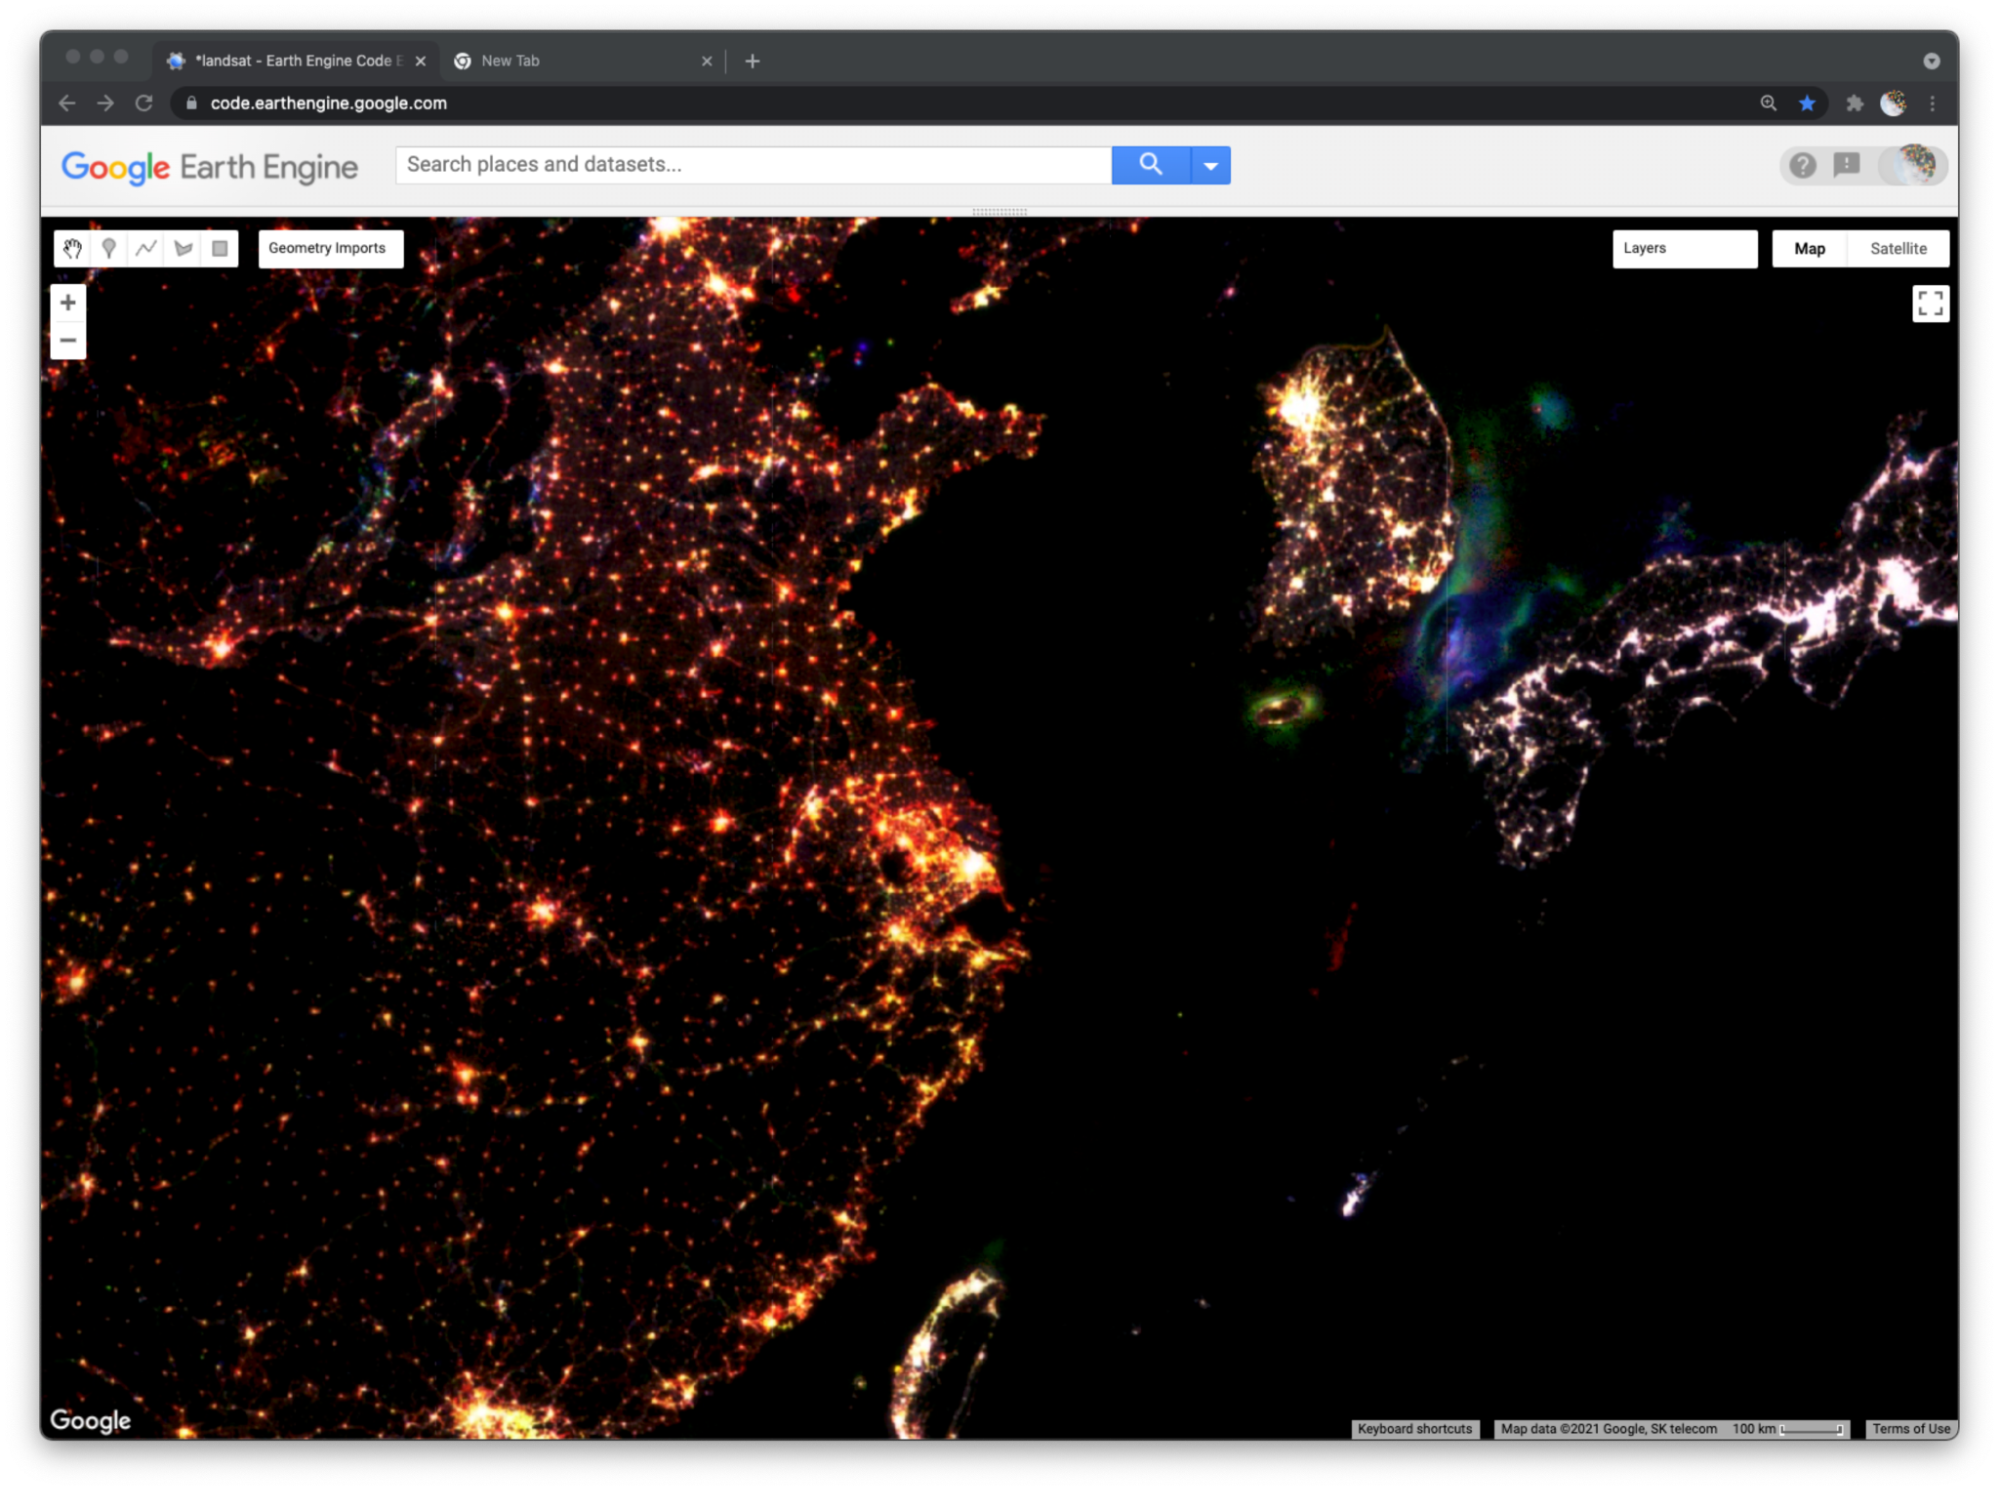 *landsat - Earth Engine Code E
New Tab
code.earthengine.google.com
Google Earth Engine
Search places and datasets...
Geometry Imports
Layers
Map
Satellite
Google
Keyboard shortcuts
Map data ©2021 Google, SK telecom
100 km
Terms of Use